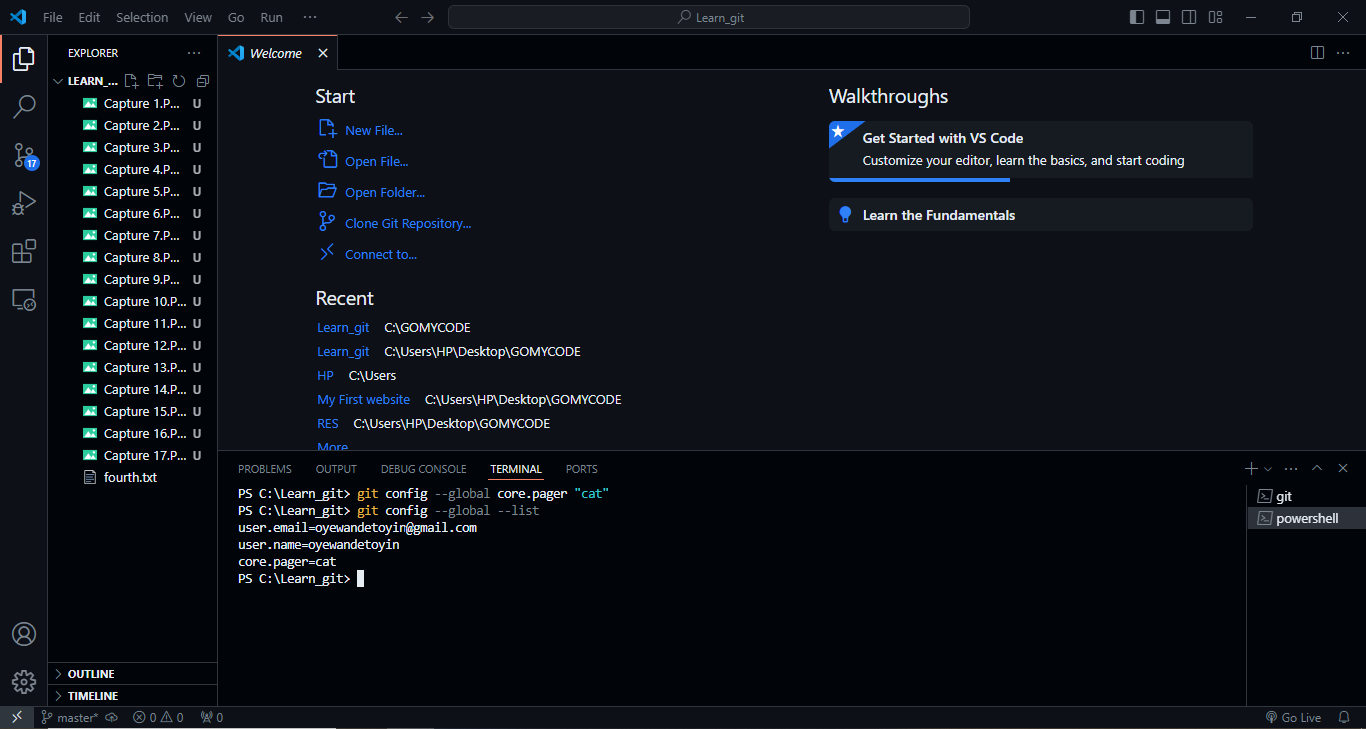 File Edit Selection View Go Run ...
Learn_git
EXPLORER
LEARN_...
Capture 1.P... U
Capture 2.P... U
Capture 3.P... U
Capture 4.P... U
Capture 5.P... U
Capture 6.P... U
Capture 7.P... U
Capture 8.P... U
Capture 9.P... U
Capture 10.P... U
Capture 11.P... U
Capture 12.P... U
Capture 13.P... U
Capture 14.P... U
Capture 15.P... U
Capture 16.P... U
Capture 17.P... U
fourth.txt
17
OUTLINE
TIMELINE
Welcome
Start
New File...
Open File...
Open Folder...
Clone Git Repository...
Connect to...
Recent
Learn_git C:\GOMYCODE
Learn_git C:\Users\HP\Desktop\GOMYCODE
HP C:\Users
My First website C:\Users\HP\Desktop\GOMYCODE
RES C:\Users\HP\Desktop\GOMYCODE
More
Walkthroughs
Get Started with VS Code
Customize your editor, learn the basics, and start coding
Learn the Fundamentals
PROBLEMS OUTPUT DEBUG CONSOLE TERMINAL PORTS
PS C:\Learn_git> git config --global core.pager "cat"
PS C:\Learn_git> git config --global --list
user.email=oyewandetoyin@gmail.com
user.name=oyewandetoyin
core.pager=cat
PS C:\Learn_git>
git
powershell
master* 0 0 0
Go Live